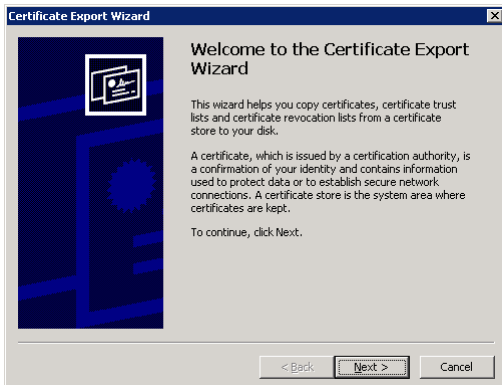 Certificate Export Wizard
Welcome to the Certificate Export
Wizard
This wizard helps you copy certificates, certificate trust
lists and certificate revocation lists from a certificate
store to your disk.
A certificate, which is issued by a certification authority, is
a confirmation of your identity and contains information
used to protect data or to establish secure network
connections. A certificate store is the system area where
certificates are kept.
To continue, click Next.
< Back Next > Cancel